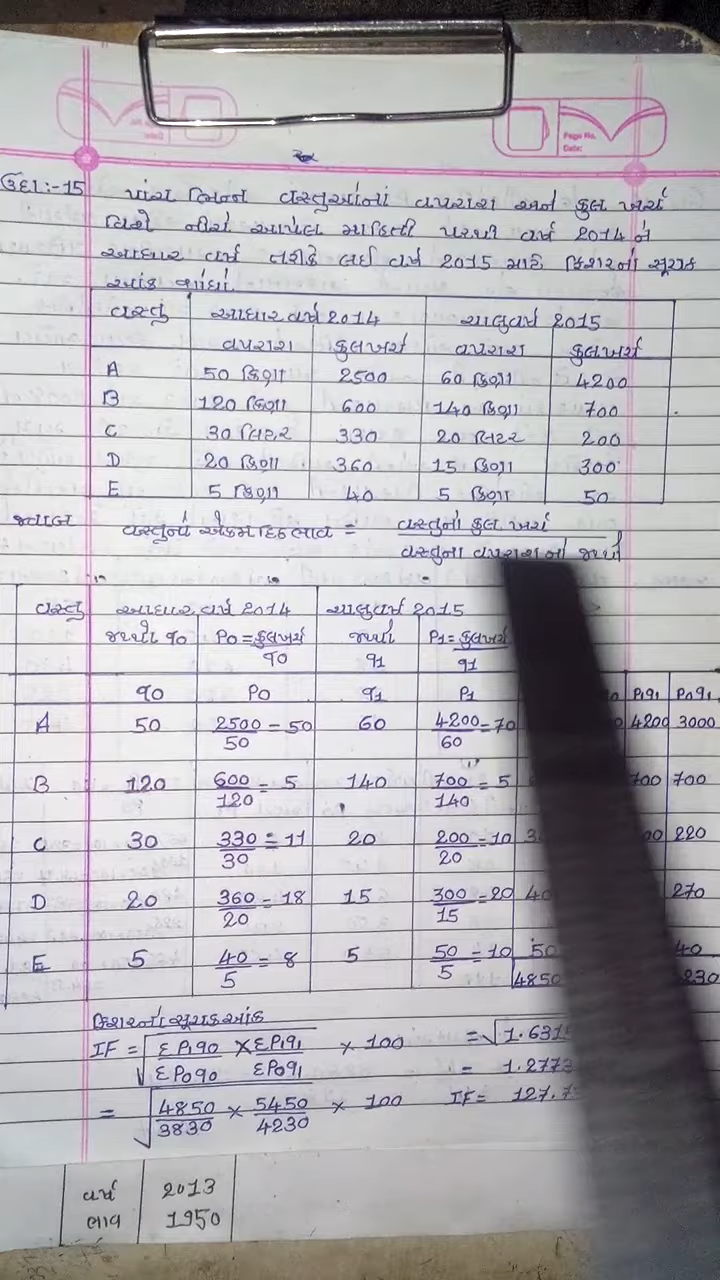 ઉદા:-15 પાંચ ભિન્ન વસ્તુઓનાં વપરાશ અને કુલ ખર્ચ
વિશે નીચે આપેલ માહિતી પરથી વર્ષ 2014 ને
આધાર વર્ષ તરીકે લઈ વર્ષ 2015 માટે ફિશરનો સૂચક
આંક શોધો.
વસ્તુ આધાર વર્ષ 2014 ચાલુવર્ષ 2015
વપરાશ કુલખર્ચ વપરાશ કુલખર્ચ
A 50 કિગ્રા 2500 60 કિગ્રા 4200
B 120 કિગ્રા 600 140 કિગ્રા 700
C 30 લિટર 330 20 લિટર 200
D 20 કિગ્રા 360 15 કિગ્રા 300
E 5 કિગ્રા 40 5 કિગ્રા 50
જવાબ વસ્તુનો એકમ દિઠ ભાવ = વસ્તુનો કુલ ખર્ચ
વસ્તુના વપરાશ નો જથ્થો
વસ્તુ આધાર વર્ષ 2014 ચાલુવર્ષ 2015
જથ્થો q0 P0 = કુલખર્ચ જથ્થો P1 = કુલખર્ચ
q0 q1 q1
q0 P0 q1 P1 P1q1 P0q1
A 50 2500/50 = 50 60 4200/60 = 70 4200 3000
B 120 600/120 = 5 140 700/140 = 5 700 700
C 30 330/30 = 11 20 200/20 = 10 220
D 20 360/20 = 18 15 300/15 = 20 270
E 5 40/5 = 8 5 50/5 = 10 50 40
4850
ફિશરનો સૂચકઆંક
IF = √ΣP1q0/ΣP0q0 × ΣP1q1/ΣP0q1 × 100
= √4850/3830 × 5450/4230 × 100 IF =
વર્ષ 2013
ભાવ 1950